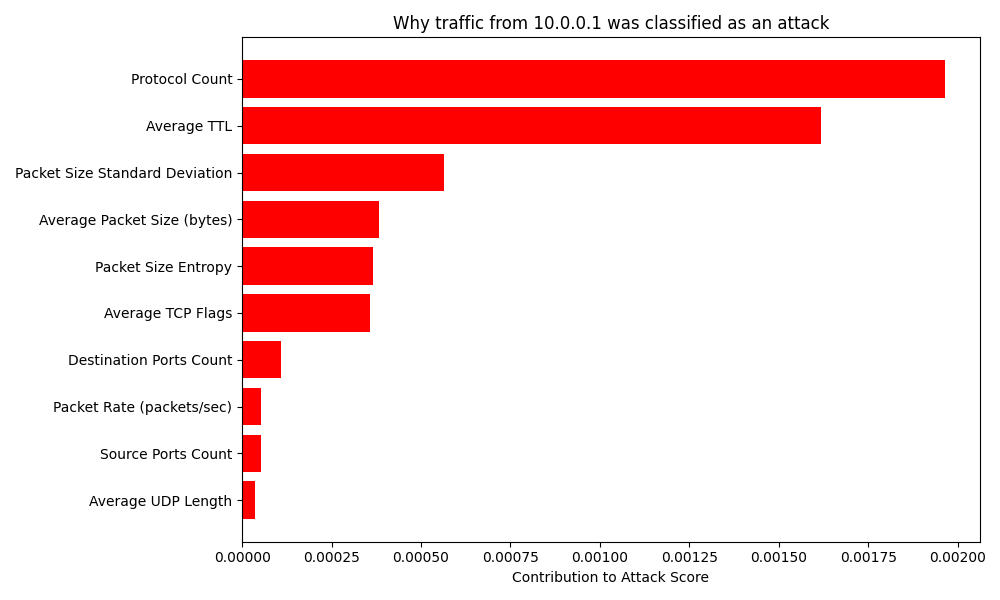 Why traffic from 10.0.0.1 was classified as an attack
Protocol Count
Average TTL
Packet Size Standard Deviation
Average Packet Size (bytes)
Packet Size Entropy
Average TCP Flags
Destination Ports Count
Packet Rate (packets/sec)
Source Ports Count
Average UDP Length
0.00000 0.00025 0.00050 0.00075 0.00100 0.00125 0.00150 0.00175 0.00200
Contribution to Attack Score